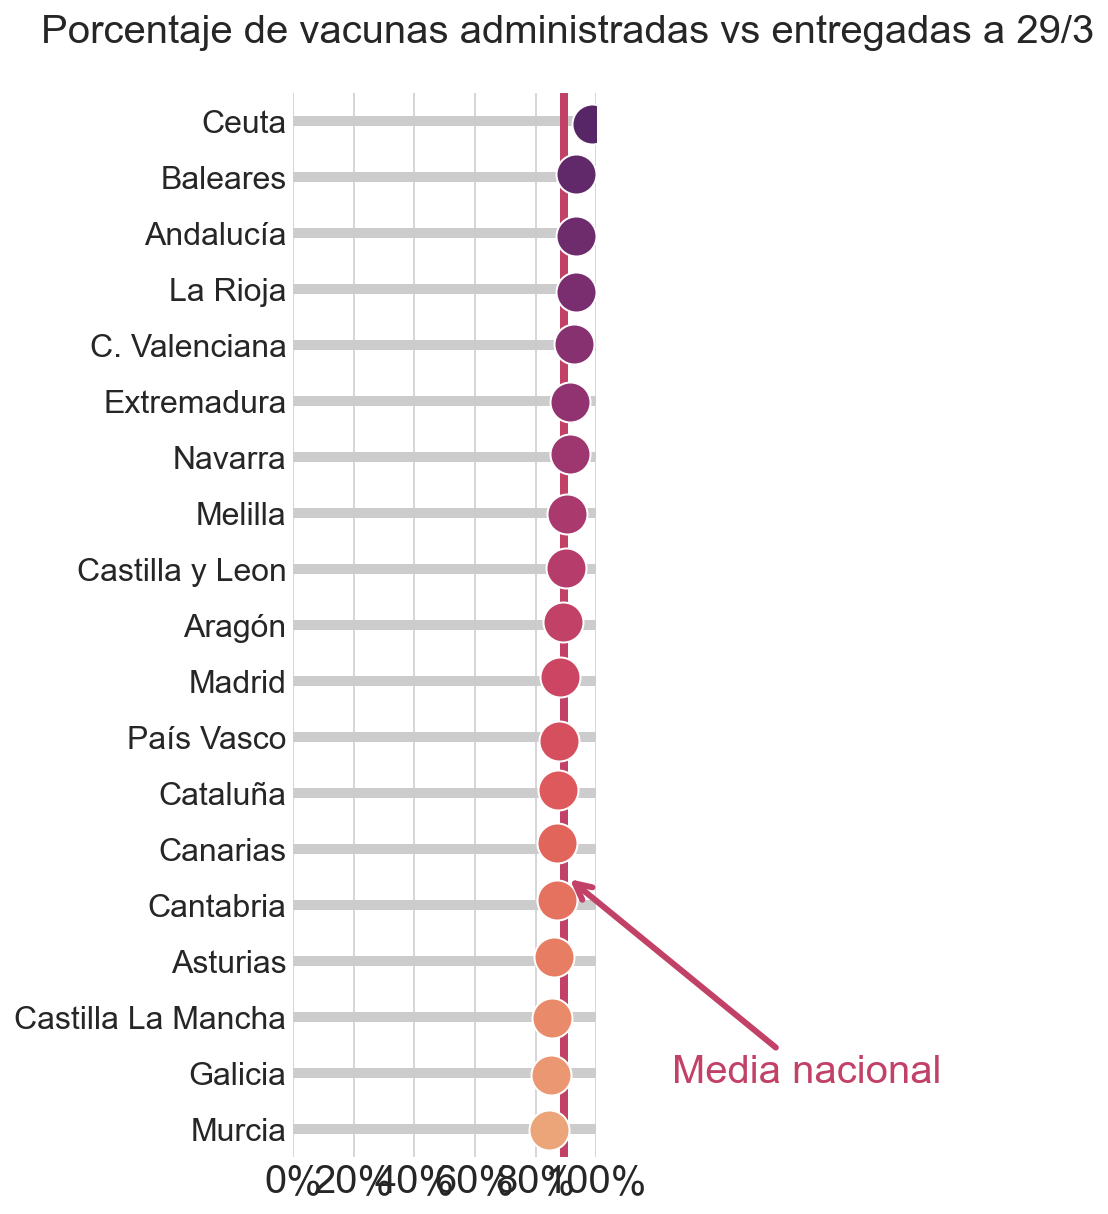 Porcentaje de vacunas administradas vs entregadas a 29/3
Ceuta
Baleares
Andalucía
La Rioja
C. Valenciana
Extremadura
Navarra
Melilla
Castilla y Leon
Aragón
Madrid
País Vasco
Cataluña
Canarias
Cantabria
Asturias
Castilla La Mancha
Galicia
Murcia
Media nacional
0% 20% 40% 60% 80% 100%